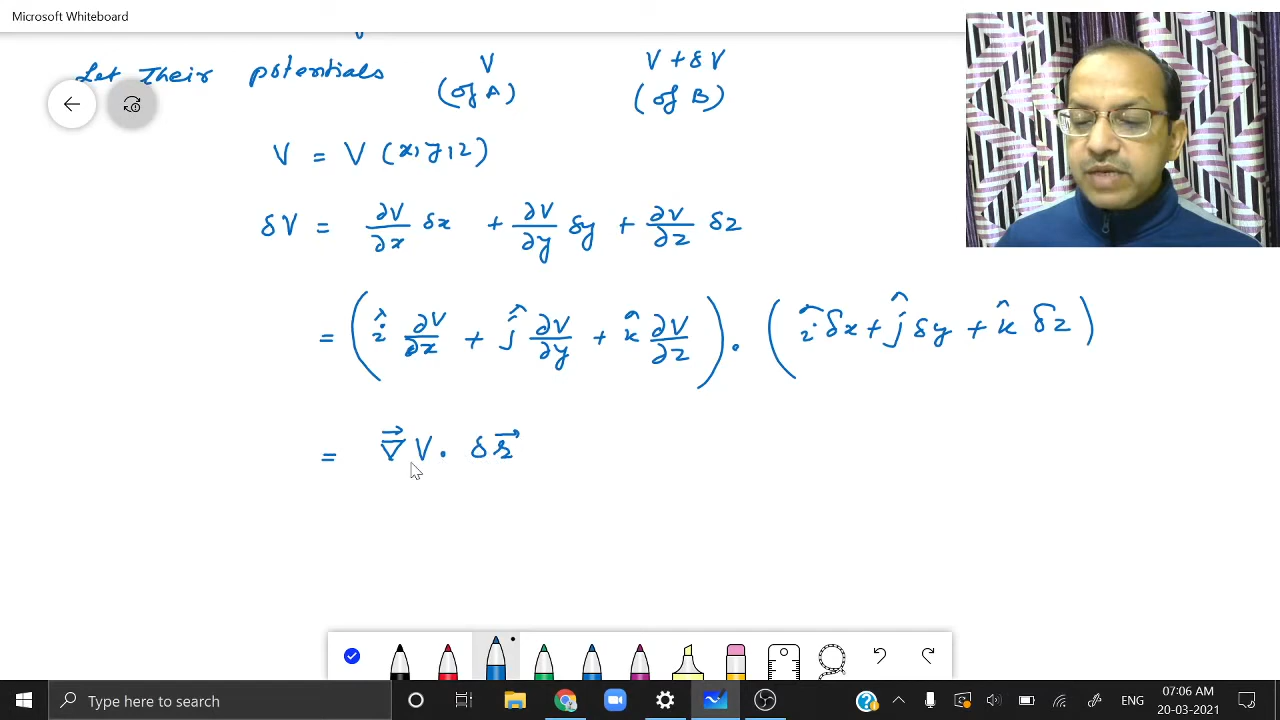 Microsoft Whiteboard
Let Their potentials V V + δV
(of A) (of B)
V = V (x, y, z)
δV = ∂V/∂x δx + ∂V/∂y δy + ∂V/∂z δz
= (î ∂V/∂x + ĵ ∂V/∂y + k̂ ∂V/∂z) . (î δx + ĵ δy + k̂ δz)
= ∇⃗V . δr⃗
Type here to search
ENG
07:06 AM
20-03-2021